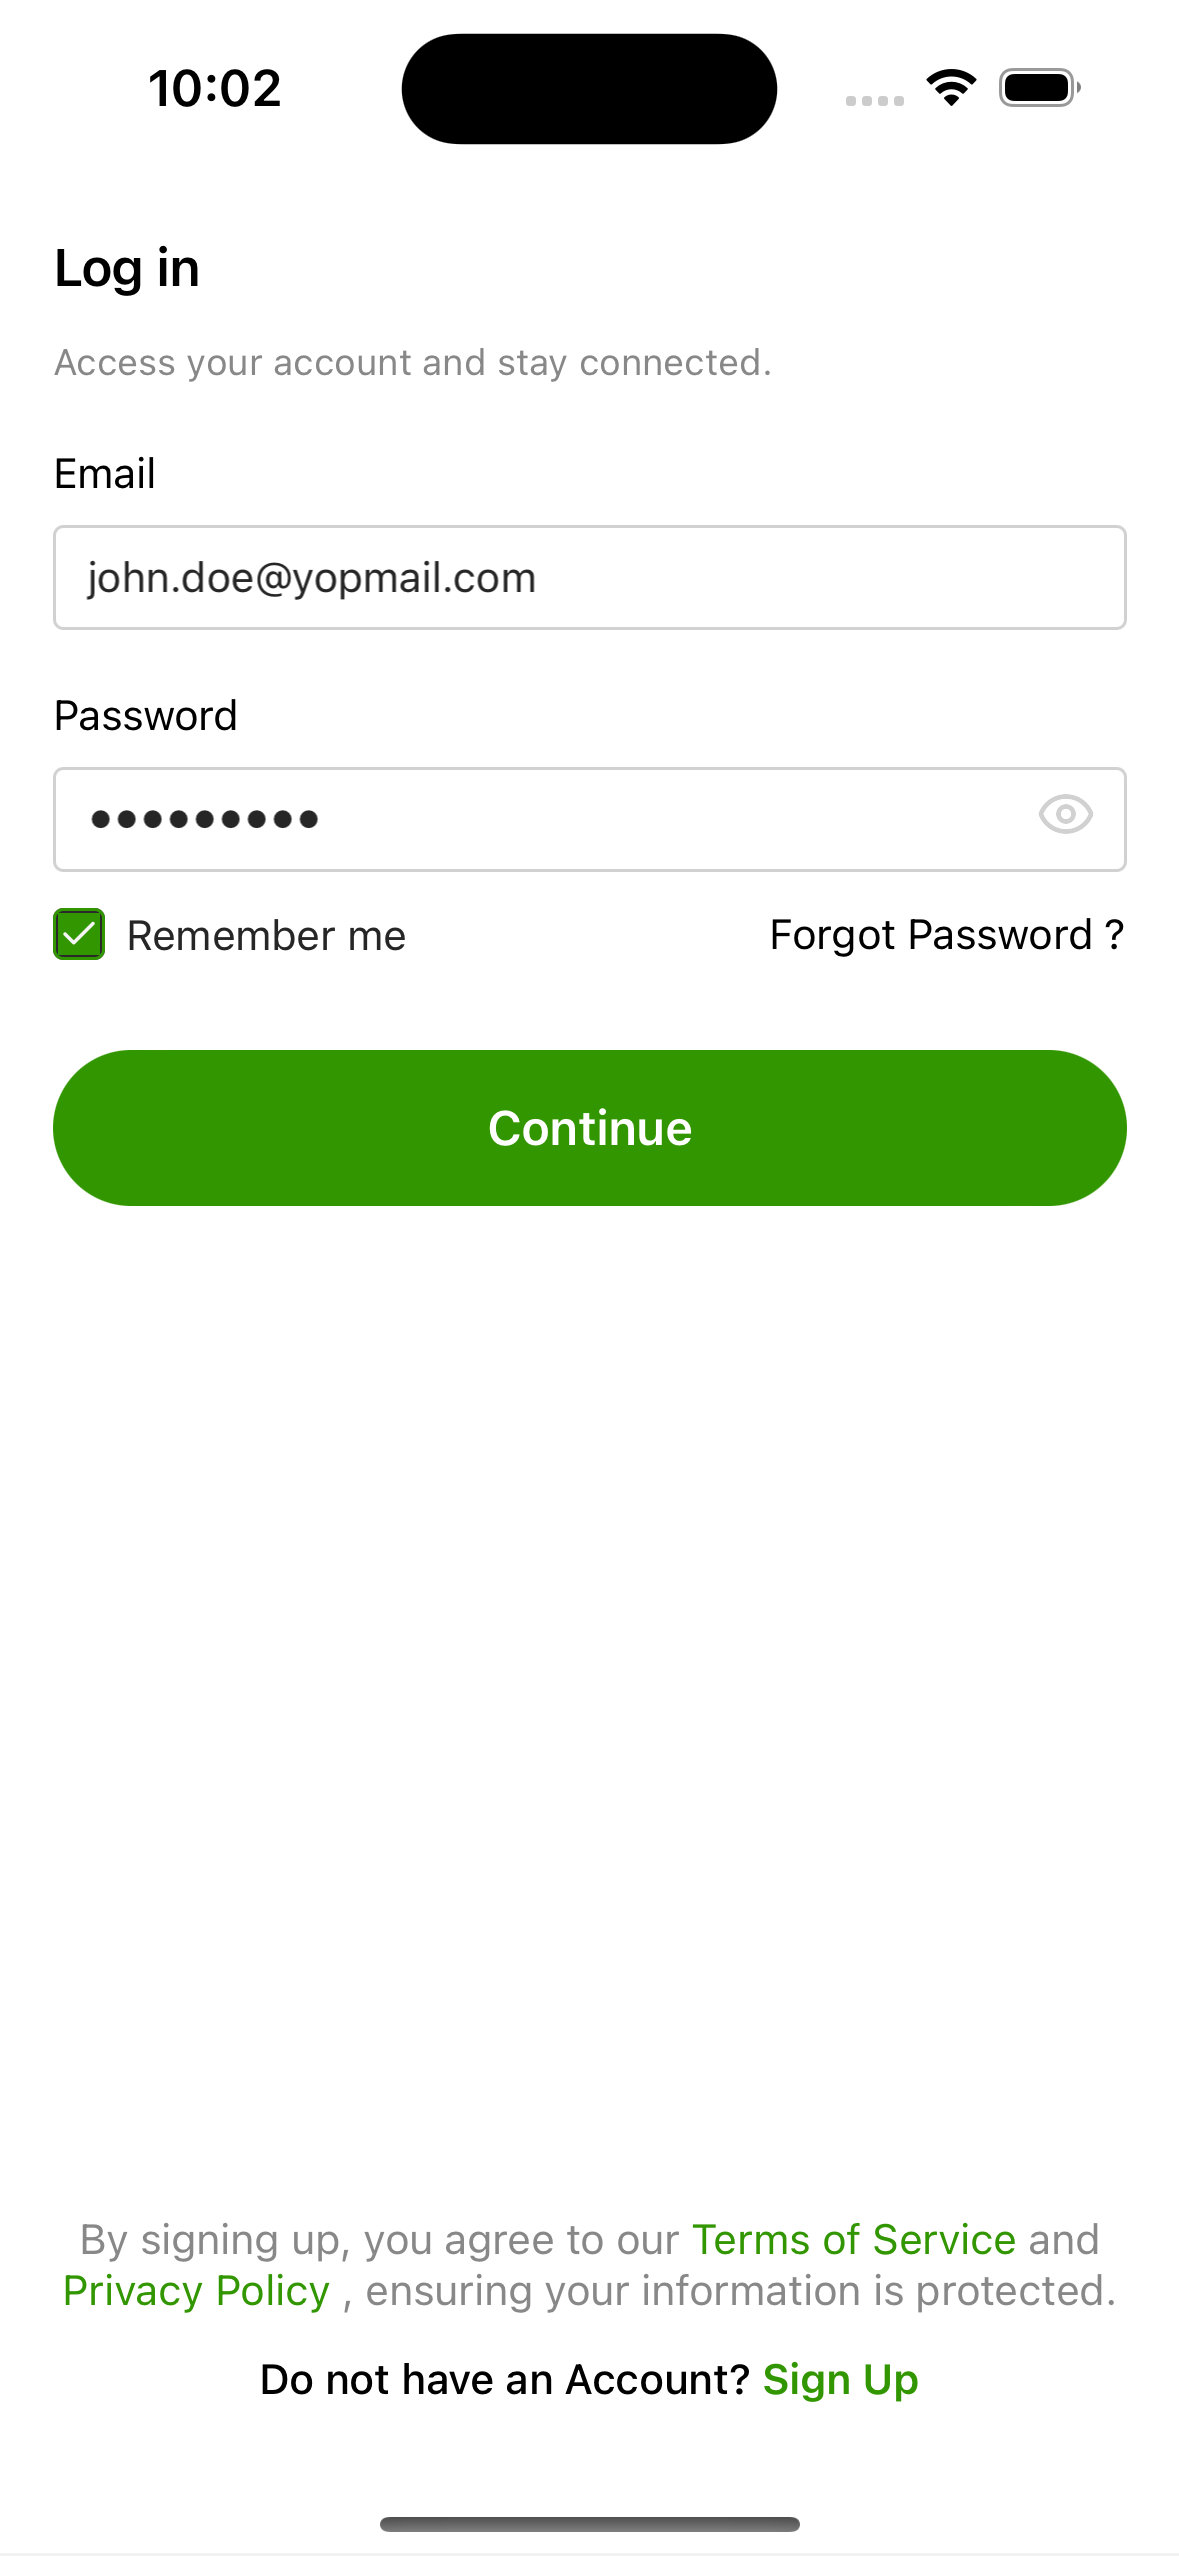 10:02
Log in
Access your account and stay connected.
Email
john.doe@yopmail.com
Password
Remember me
Forgot Password ?
Continue
By signing up, you agree to our Terms of Service and
Privacy Policy , ensuring your information is protected.
Do not have an Account? Sign Up